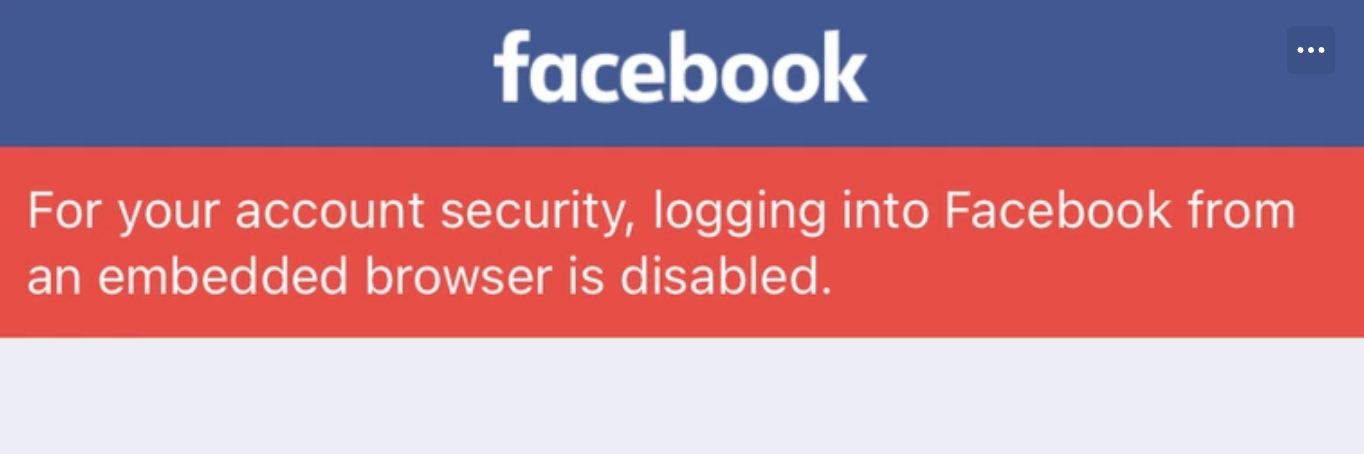 facebook
For your account security, logging into Facebook from
an embedded browser is disabled.